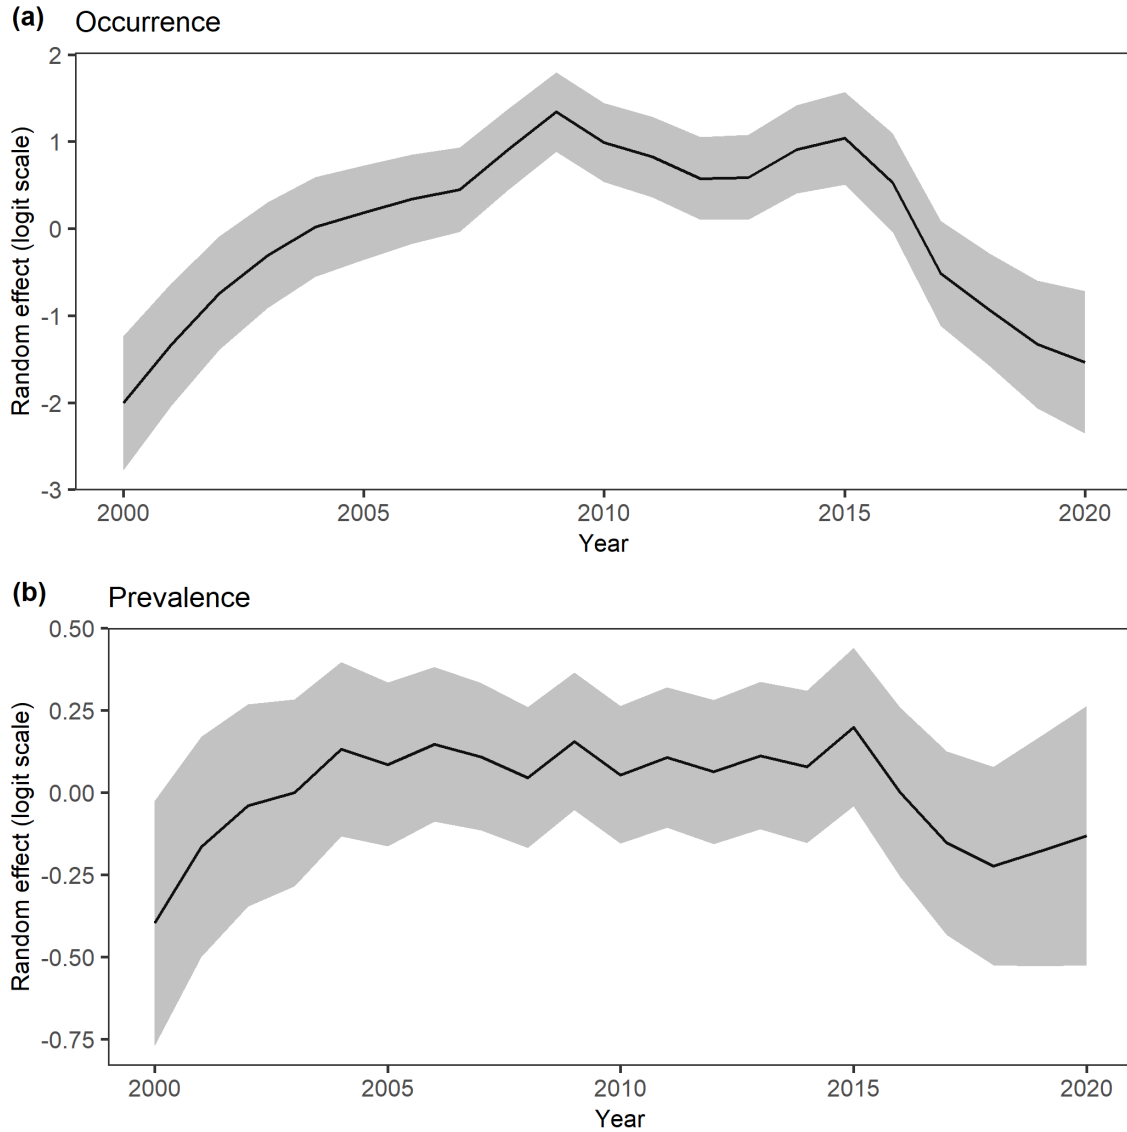 (a) Occurrence
2
1
0
-1
-2
-3
Random effect (logit scale)
2000 2005 2010 2015 2020
Year
(b) Prevalence
0.50
0.25
0.00
-0.25
-0.50
-0.75
Random effect (logit scale)
2000 2005 2010 2015 2020
Year